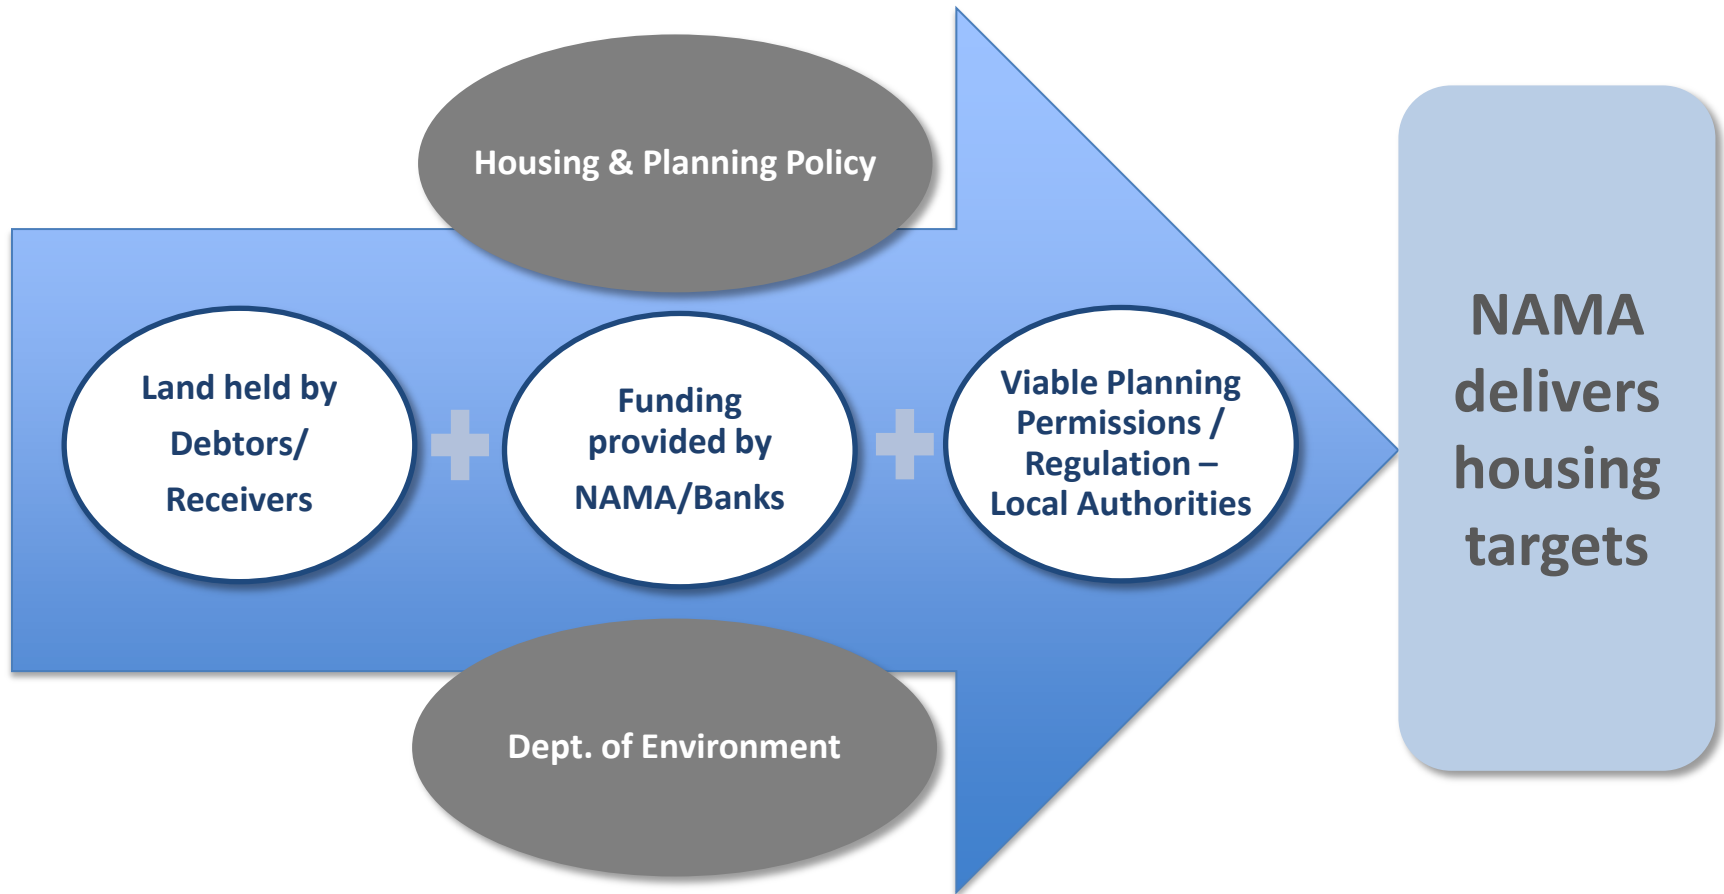 Housing & Planning Policy
Land held by
Debtors/
Receivers
Funding
provided by
NAMA/Banks
Viable Planning
Permissions /
Regulation –
Local Authorities
Dept. of Environment
NAMA
delivers
housing
targets